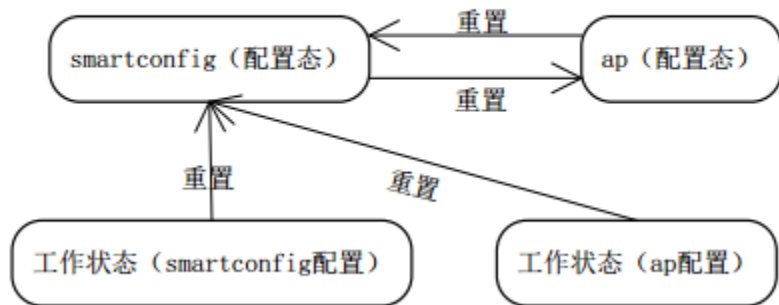 重置
smartconfig（配置态）
ap（配置态）
重置
重置
重置
工作状态（smartconfig配置）
工作状态（ap配置）